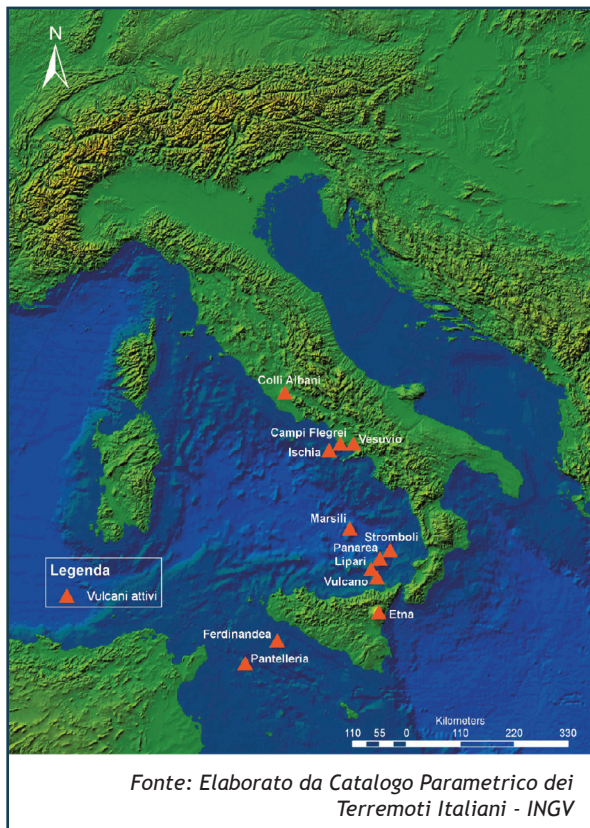 N
Colli Albani
Campi Flegrei
Vesuvio
Ischia
Marsili
Stromboli
Panarea
Lipari
Vulcano
Legenda
Vulcani attivi
Etna
Ferdinandea
Pantelleria
Kilometers
110 55 0 110 220 330
Fonte: Elaborato da Catalogo Parametrico dei
Terremoti Italiani - INGV